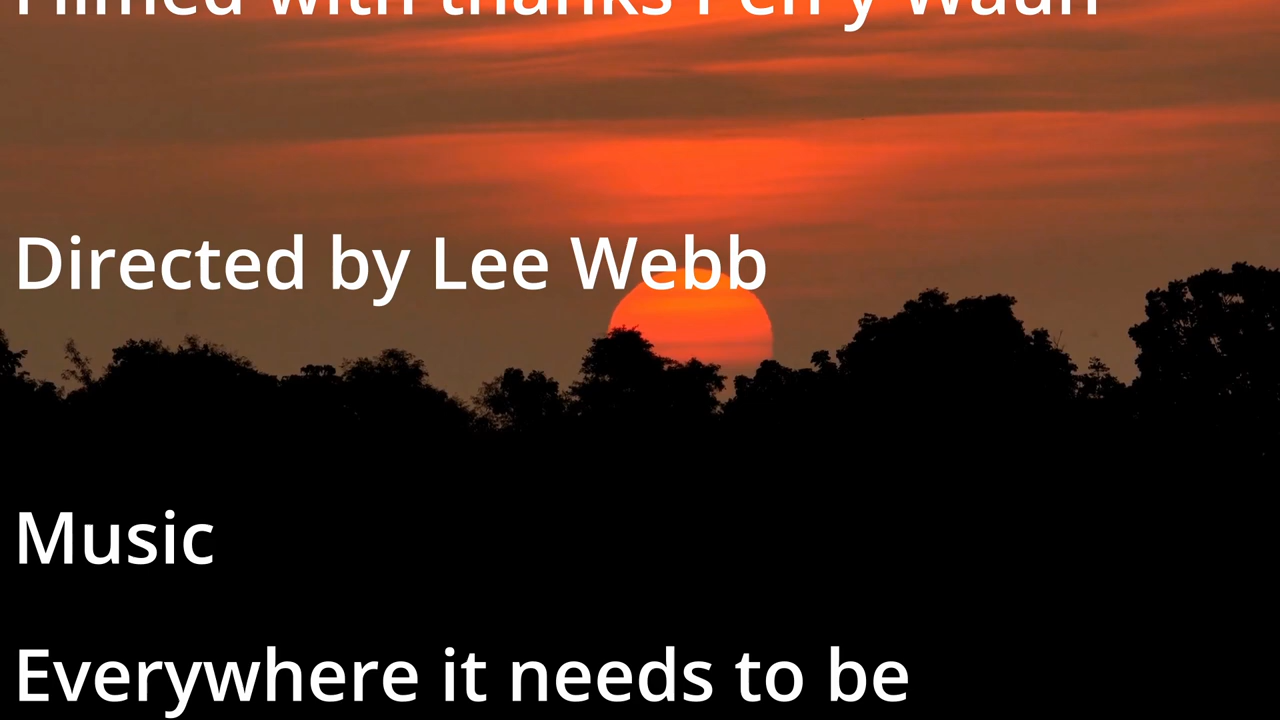 Filmed with thanks
Directed by Lee Webb
Music
Everywhere it needs to be